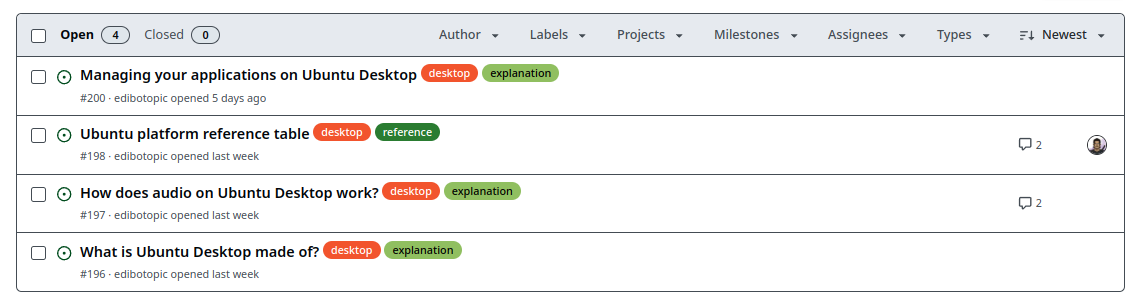 Open 4 Closed 0 Author Labels Projects Milestones Assignees Types Newest
Managing your applications on Ubuntu Desktop desktop explanation
#200 · edibotopic opened 5 days ago
Ubuntu platform reference table desktop reference
#198 · edibotopic opened last week
2
How does audio on Ubuntu Desktop work? desktop explanation
#197 · edibotopic opened last week
2
What is Ubuntu Desktop made of? desktop explanation
#196 · edibotopic opened last week